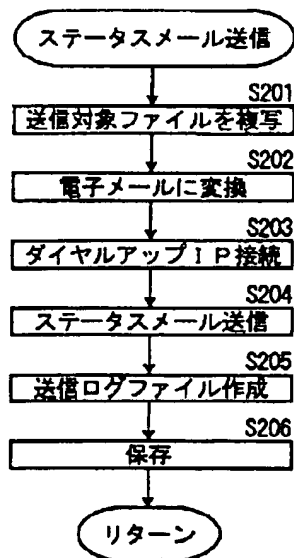 ステータスメール送信
S201
送信対象ファイルを複写
S202
電子メールに変換
S203
ダイヤルアップＩＰ接続
S204
ステータスメール送信
S205
送信ログファイル作成
S206
保存
リターン